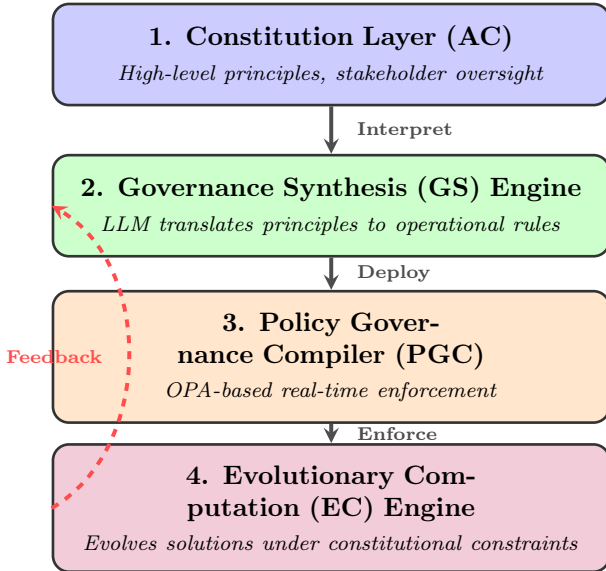 1. Constitution Layer (AC)
High-level principles, stakeholder oversight
Interpret
2. Governance Synthesis (GS) Engine
LLM translates principles to operational rules
Deploy
3. Policy Gover-
nance Compiler (PGC)
OPA-based real-time enforcement
Feedback
Enforce
4. Evolutionary Com-
putation (EC) Engine
Evolves solutions under constitutional constraints